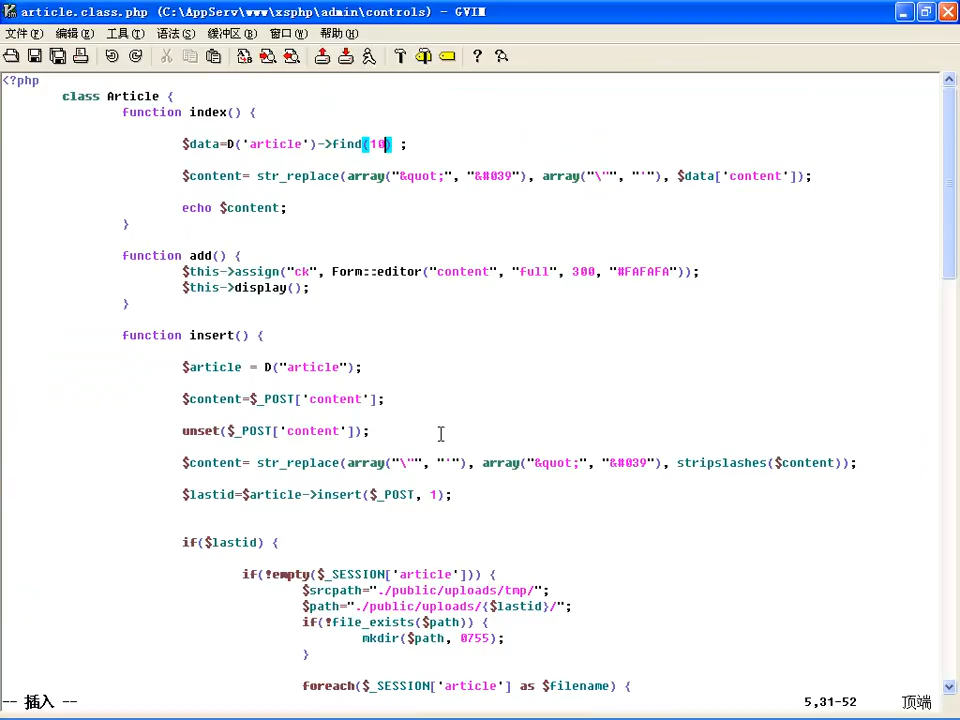 article.class.php (C:\AppServ\www\xsphp\admin\controls) - GVIM
文件(F) 编辑(E) 工具(T) 语法(S) 缓冲区(B) 窗口(W) 帮助(H)
<?php
class Article {
function index() {
$data=D('article')->find(10) ;
$content= str_replace(array("&quot;", "&#039"), array("\"", "'"), $data['content']);
echo $content;
}
function add() {
$this->assign("ck", Form::editor("content", "full", 300, "#FAFAFA"));
$this->display();
}
function insert() {
$article = D("article");
$content=$_POST['content'];
unset($_POST['content']);
$content= str_replace(array("\"", "'"), array("&quot;", "&#039"), stripslashes($content));
$lastid=$article->insert($_POST, 1);
if($lastid) {
if(!empty($_SESSION['article'])) {
$srcpath="./public/uploads/tmp/";
$path="./public/uploads/{$lastid}/";
if(!file_exists($path)) {
mkdir($path, 0755);
}
foreach($_SESSION['article'] as $filename) {
-- 插入 -- 5,31-52 顶端